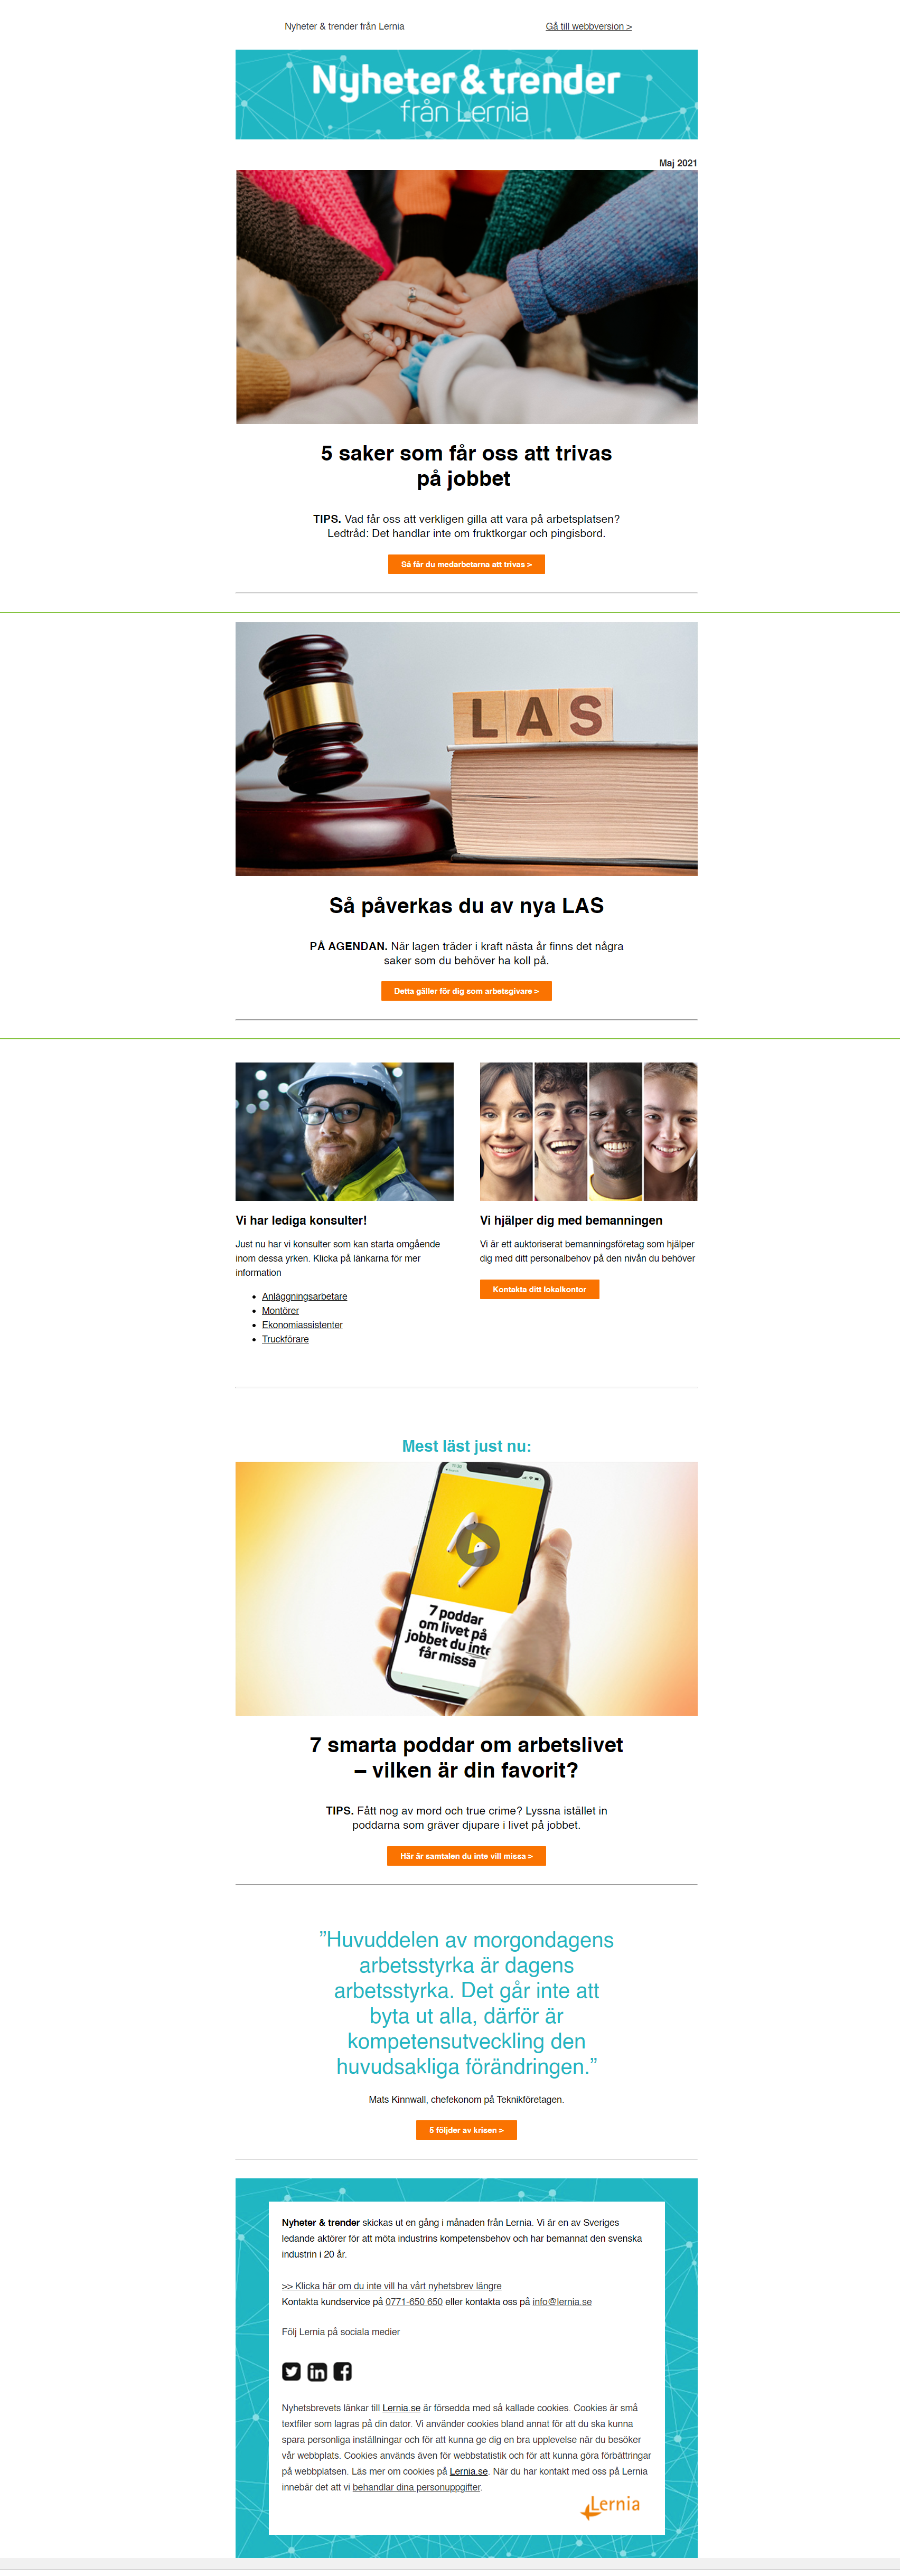 Nyheter & trender från Lernia
Gå till webbversion >
Nyheter & trender
från Lernia
Maj 2021
5 saker som får oss att trivas
på jobbet
TIPS. Vad får oss att verkligen gilla att vara på arbetsplatsen?
Ledtråd: Det handlar inte om fruktkorgar och pingisbord.
Så får du medarbetarna att trivas >
LAS
Så påverkas du av nya LAS
PÅ AGENDAN. När lagen träder i kraft nästa år finns det några
saker som du behöver ha koll på.
Detta gäller för dig som arbetsgivare >
Vi har lediga konsulter!
Just nu har vi konsulter som kan starta omgående
inom dessa yrken. Klicka på länkarna för mer
information
• Anläggningsarbetare
• Montörer
• Ekonomiassistenter
• Truckförare
Vi hjälper dig med bemanningen
Vi är ett auktoriserat bemanningsföretag som hjälper
dig med ditt personalbehov på den nivån du behöver
Kontakta ditt lokalkontor
Mest läst just nu:
7 poddar
om livet på
jobbet du inte
får missa
7 smarta poddar om arbetslivet
– vilken är din favorit?
TIPS. Fått nog av mord och true crime? Lyssna istället in
poddarna som gräver djupare i livet på jobbet.
Här är samtalen du inte vill missa >
”Huvuddelen av morgondagens
arbetsstyrka är dagens
arbetsstyrka. Det går inte att
byta ut alla, därför är
kompetensutveckling den
huvudsakliga förändringen.”
Mats Kinnwall, chefekonom på Teknikföretagen.
5 följder av krisen >
Nyheter & trender skickas ut en gång i månaden från Lernia. Vi är en av Sveriges
ledande aktörer för att möta industrins kompetensbehov och har bemannat den svenska
industrin i 20 år.
>> Klicka här om du inte vill ha vårt nyhetsbrev längre
Kontakta kundservice på 0771-650 650 eller kontakta oss på info@lernia.se
Följ Lernia på sociala medier
Nyhetsbrevets länkar till Lernia.se är försedda med så kallade cookies. Cookies är små
textfiler som lagras på din dator. Vi använder cookies bland annat för att du ska kunna
spara personliga inställningar och för att kunna ge dig en bra upplevelse när du besöker
vår webbplats. Cookies används även för webbstatistik och för att kunna göra förbättringar
på webbplatsen. Läs mer om cookies på Lernia.se. När du har kontakt med oss på Lernia
innebär det att vi behandlar dina personuppgifter.
Lernia